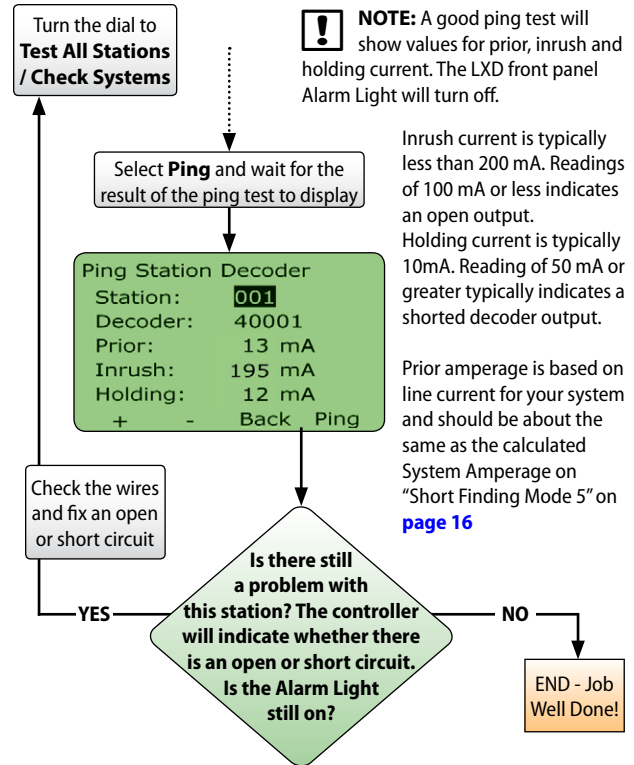 Turn the dial to
Test All Stations
/ Check Systems
NOTE: A good ping test will
show values for prior, inrush and
holding current. The LXD front panel
Alarm Light will turn off.
Select Ping and wait for the
result of the ping test to display
Inrush current is typically
less than 200 mA. Readings
of 100 mA or less indicates
an open output.
Holding current is typically
10mA. Reading of 50 mA or
greater typically indicates a
shorted decoder output.
Prior amperage is based on
line current for your system
and should be about the
same as the calculated
System Amperage on
“Short Finding Mode 5” on
page 16
Ping Station Decoder
Station: 001
Decoder: 40001
Prior: 13 mA
Inrush: 195 mA
Holding: 12 mA
+ - Back Ping
Check the wires
and fix an open
or short circuit
Is there still
a problem with
this station? The controller
will indicate whether there
is an open or short circuit.
Is the Alarm Light
still on?
YES
NO
END - Job
Well Done!